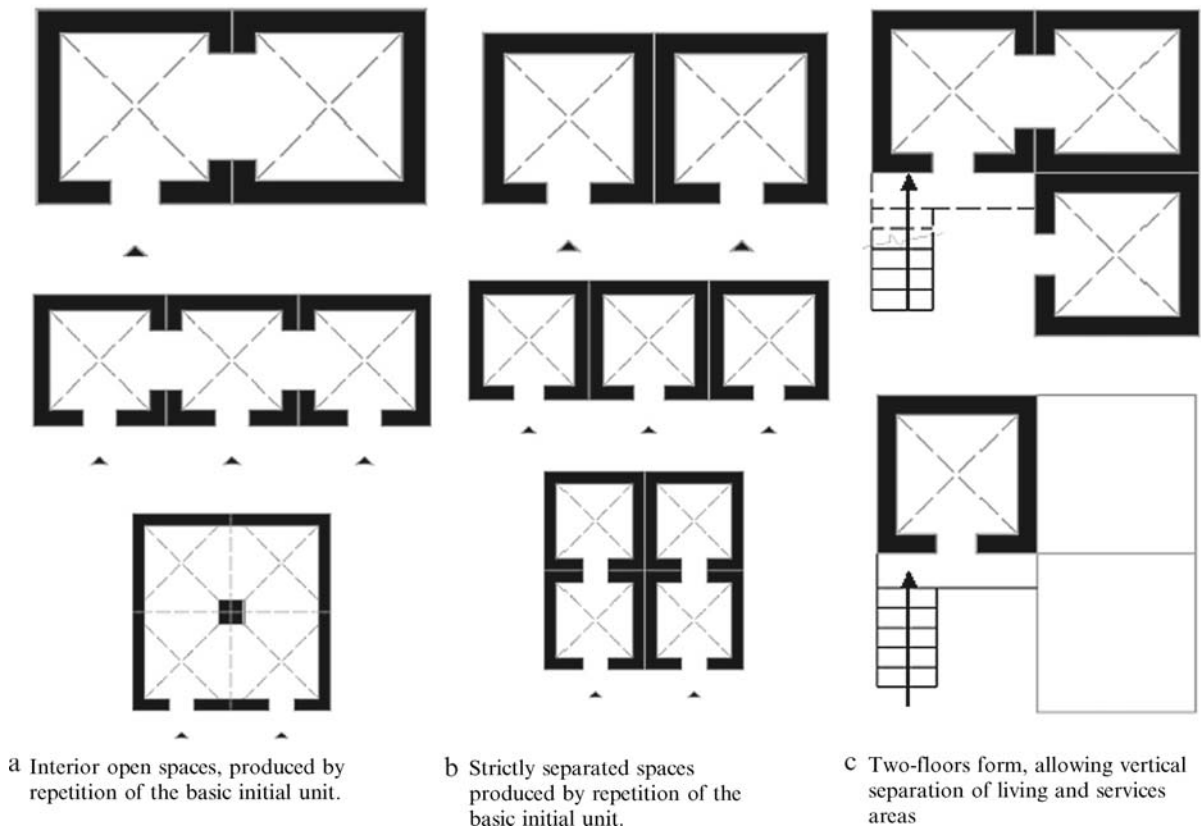 a Interior open spaces, produced by
repetition of the basic initial unit.
b Strictly separated spaces
produced by repetition of the
basic initial unit.
c Two-floors form, allowing vertical
separation of living and services
areas